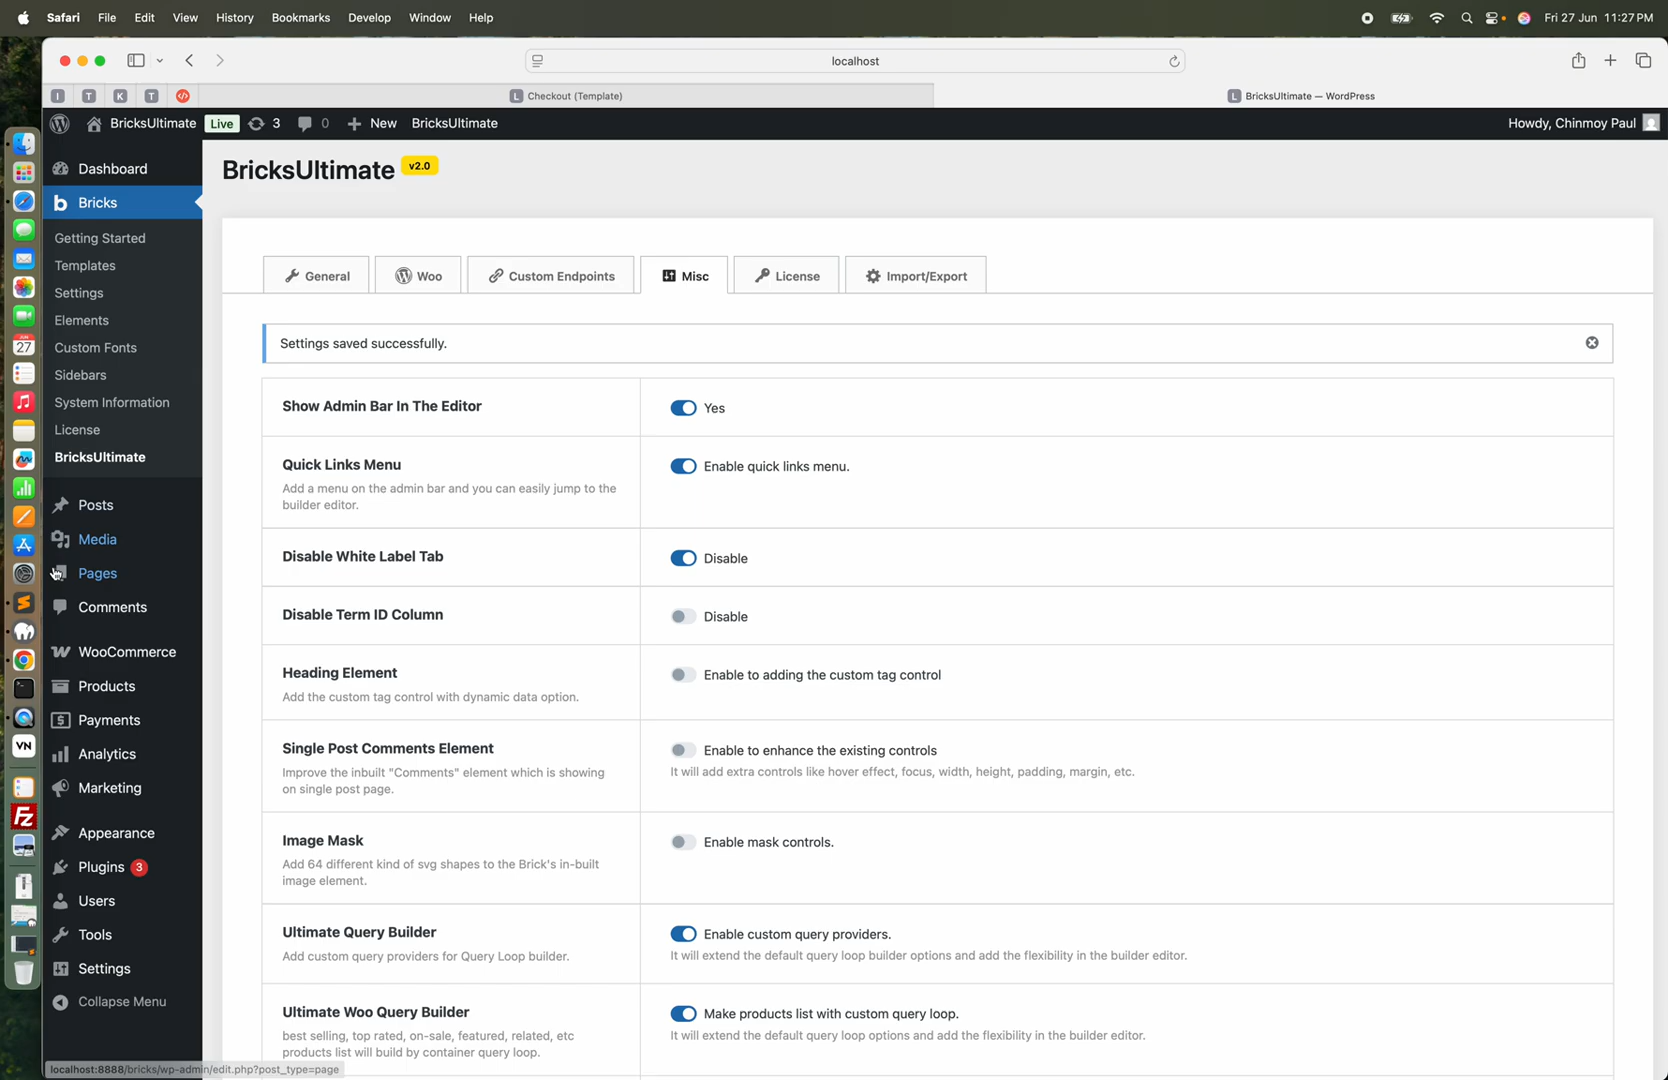 Safari File Edit View History Bookmarks Develop Window Help Fri 27 Jun 11:27 PM
localhost
I T K T L Checkout (Template) L BricksUltimate — WordPress
BricksUltimate Live 3 0 New BricksUltimate Howdy, Chinmoy Paul
Dashboard
Bricks
Getting Started
Templates
Settings
Elements
Custom Fonts
Sidebars
System Information
License
BricksUltimate
Posts
Media
Pages
Comments
WooCommerce
Products
Payments
Analytics
Marketing
Appearance
Plugins 3
Users
Tools
Settings
Collapse Menu
BricksUltimate v2.0
General Woo Custom Endpoints Misc License Import/Export
Settings saved successfully.
Show Admin Bar In The Editor
Yes
Quick Links Menu
Add a menu on the admin bar and you can easily jump to the
builder editor.
Enable quick links menu.
Disable White Label Tab
Disable
Disable Term ID Column
Disable
Heading Element
Add the custom tag control with dynamic data option.
Enable to adding the custom tag control
Single Post Comments Element
Improve the inbuilt "Comments" element which is showing
on single post page.
Enable to enhance the existing controls
It will add extra controls like hover effect, focus, width, height, padding, margin, etc.
Image Mask
Add 64 different kind of svg shapes to the Brick's in-built
image element.
Enable mask controls.
Ultimate Query Builder
Add custom query providers for Query Loop builder.
Enable custom query providers.
It will extend the default query loop builder options and add the flexibility in the builder editor.
Ultimate Woo Query Builder
best selling, top rated, on-sale, featured, related, etc
products list will build by container query loop.
Make products list with custom query loop.
It will extend the default query loop options and add the flexibility in the builder editor.
localhost:8888/bricks/wp-admin/edit.php?post_type=page
27
VN
FZ